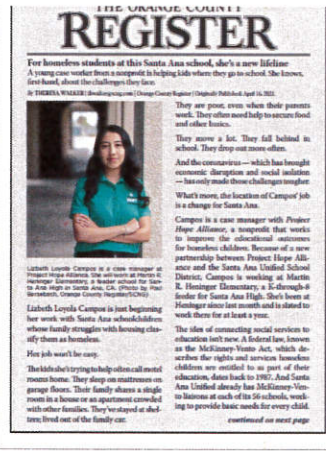 THE ORANGE COUNTY
REGISTER
For homeless students at this Santa Ana school, she's a new lifeline
A young case worker from a nonprofit is helping kids where they go to school. She knows,
first-hand, about the challenges they face.
By THERESA WALKER | Orange County Register | Originally Published: April 16, 2021
Lizbeth Loyola Campos is a case manager at
Project Hope Alliance. She will work at Martin R.
Heninger Elementary, a feeder school for San-
ta Ana High in Santa Ana, CA. (Photo by Paul
Bersebach, Orange County Register/SCNG)
Lizbeth Loyola Campos is just beginning
her work with Santa Ana schoolchildren
whose family struggles with housing clas-
sify them as homeless.
Her job won't be easy.
The kids she's trying to help often call motel
rooms home. They sleep on mattresses on
garage floors. Their family shares a single
room in a house or an apartment crowded
with other families. They've stayed at shel-
ters; lived out of the family car.
They are poor, even when their parents
work. They often need help to secure food
and other basics.
They move a lot. They fall behind in
school. They drop out more often.
And the coronavirus — which has brought
economic disruption and social isolation
— has only made those challenges tougher.
What's more, the location of Campos' job
is a change for Santa Ana.
Campos is a case manager with Project
Hope Alliance, a nonprofit that works
to improve the educational outcomes
for homeless children. Because of a new
partnership between Project Hope Alli-
ance and the Santa Ana Unified School
District, Campos is working at Martin
R. Heninger Elementary, a K-through-8
feeder for Santa Ana High. She's been at
Heninger since last month and is slated to
work there for at least a year.
The idea of connecting social services to
education isn't new. A federal law, known
as the McKinney-Vento Act, which de-
scribes the rights and services homeless
children are entitled to as part of their
education, dates back to 1987. And Santa
Ana Unified already has McKinney-Ven-
to liaisons at each of its 56 schools, work-
ing to provide basic needs for every child.
continued on next page